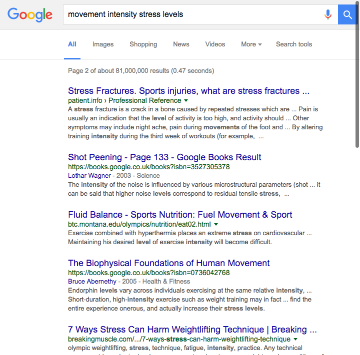 Google
movement intensity stress levels
All Images Shopping News Videos More Search tools
Page 2 of about 81,000,000 results (0.47 seconds)
Stress Fractures. Sports injuries, what are stress fractures ...
patient.info › Professional Reference
A stress fracture is a crack in a bone caused by repeated stresses which are ... Pain is
usually an indication that the level of activity is too high, and activity should ... Other
symptoms may include night ache, pain during movements of the foot and ... By altering
training intensity during the third week of workouts (for example, ...
Shot Peening - Page 133 - Google Books Result
https://books.google.co.uk/books?isbn=3527305378
Lothar Wagner - 2003 - Science
The intensity of the noise is influenced by various microstructural parameters (shot ... it
can be said that higher noise levels correspond to residual tensile stress, ...
Fluid Balance - Sports Nutrition: Fuel Movement & Sport
btc.montana.edu/olympics/nutrition/eat02.html
Exercise combined with hyperthermia places an extreme stress on cardiovascular ...
Maintaining his desired level of exercise intensity will become difficult.
The Biophysical Foundations of Human Movement
https://books.google.co.uk/books?isbn=0736042768
Bruce Abernethy - 2005 - Health & Fitness
Endorphin levels vary across individuals exercising at the same relative intensity, ...
Short-duration, high-intensity exercise such as weight training may in fact ... find the
entire experience onerous, and actually increase their stress levels.
7 Ways Stress Can Harm Weightlifting Technique | Breaking ...
breakingmuscle.com/.../7-ways-stress-can-harm-weightlifting-technique
olympic weightlifting, stress, technique, fatigue, intensity, practice. Any technical